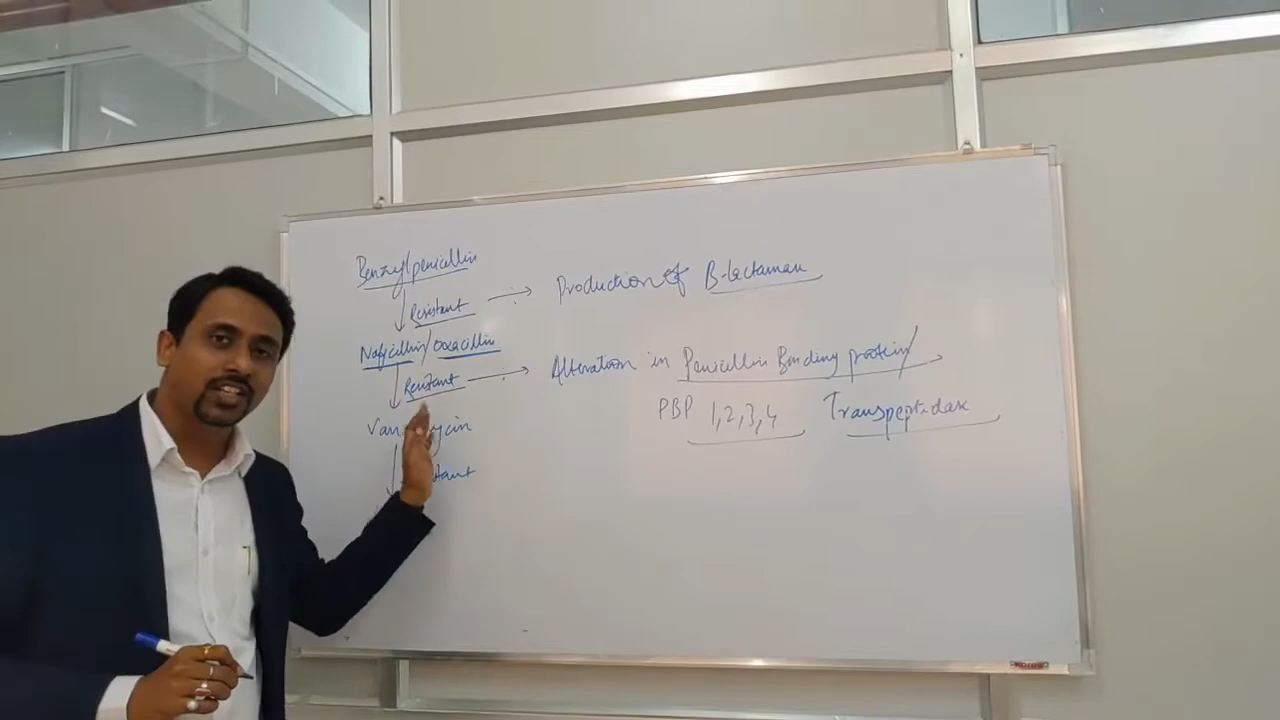 Benzylpenicillin
Resistant → Production of B-lactamase
Nafcillin/Oxacillin
Resistant → Alteration in Penicillin Binding protein/
PBP 1,2,3,4 Transpeptidase